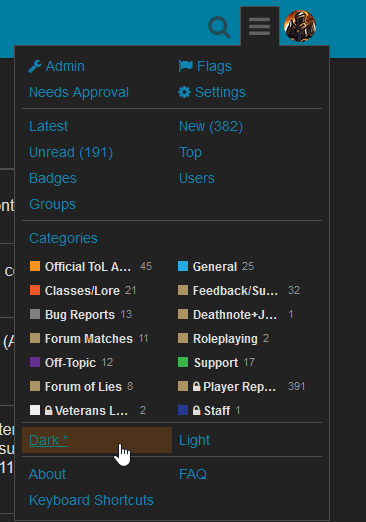 Admin Flags
Needs Approval Settings
Latest New (382)
Unread (191) Top
Badges Users
Groups
Categories
Official ToL A... 45 General 25
Classes/Lore 21 Feedback/Su... 32
Bug Reports 13 Deathnote+J... 1
Forum Matches 11 Roleplaying 2
Off-Topic 12 Support 17
Forum of Lies 8 Player Rep... 391
Veterans L... 2 Staff 1
Dark * Light
About FAQ
Keyboard Shortcuts